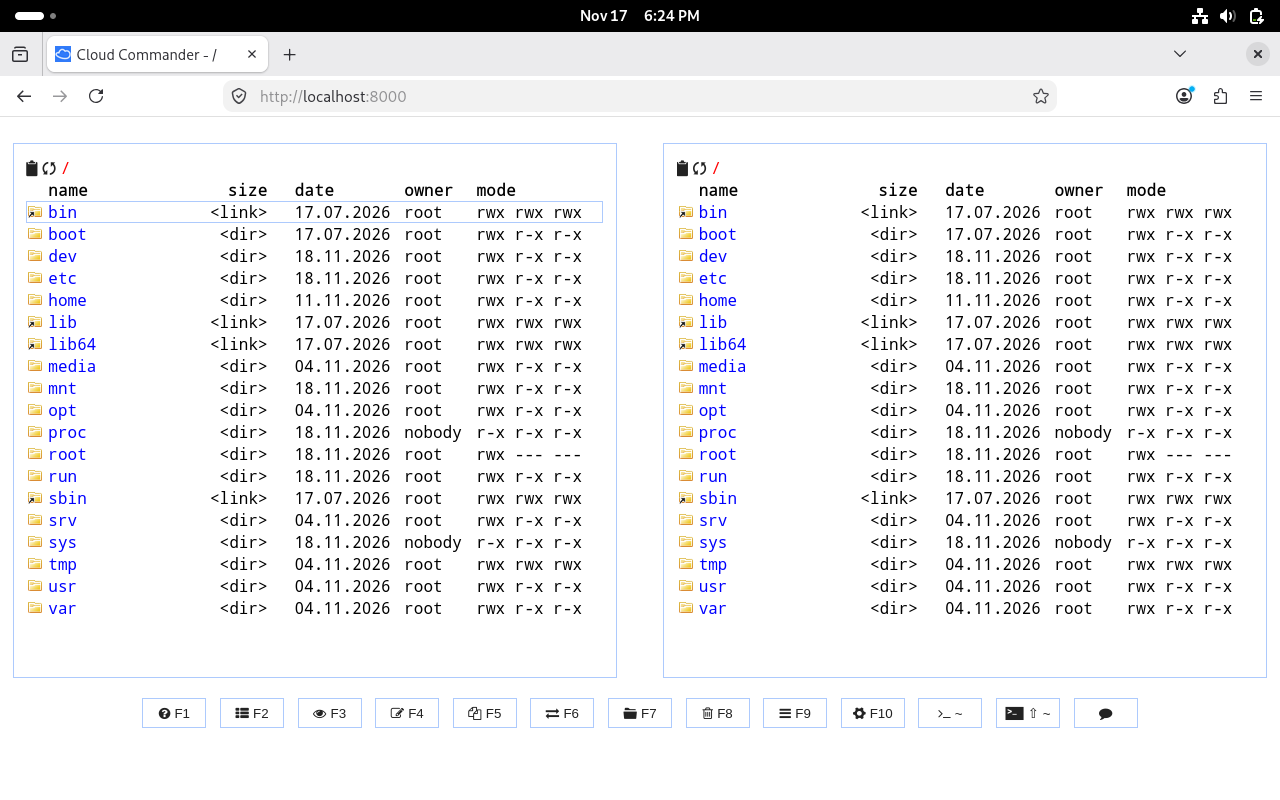 Nov 17 6:24 PM
Cloud Commander - /
http://localhost:8000
/
name size date owner mode
bin <link> 17.07.2026 root rwx rwx rwx
boot <dir> 17.07.2026 root rwx r-x r-x
dev <dir> 18.11.2026 root rwx r-x r-x
etc <dir> 18.11.2026 root rwx r-x r-x
home <dir> 11.11.2026 root rwx r-x r-x
lib <link> 17.07.2026 root rwx rwx rwx
lib64 <link> 17.07.2026 root rwx rwx rwx
media <dir> 04.11.2026 root rwx r-x r-x
mnt <dir> 18.11.2026 root rwx r-x r-x
opt <dir> 04.11.2026 root rwx r-x r-x
proc <dir> 18.11.2026 nobody r-x r-x r-x
root <dir> 18.11.2026 root rwx --- ---
run <dir> 18.11.2026 root rwx r-x r-x
sbin <link> 17.07.2026 root rwx rwx rwx
srv <dir> 04.11.2026 root rwx r-x r-x
sys <dir> 18.11.2026 nobody r-x r-x r-x
tmp <dir> 04.11.2026 root rwx rwx rwx
usr <dir> 04.11.2026 root rwx r-x r-x
var <dir> 04.11.2026 root rwx r-x r-x
/
name size date owner mode
bin <link> 17.07.2026 root rwx rwx rwx
boot <dir> 17.07.2026 root rwx r-x r-x
dev <dir> 18.11.2026 root rwx r-x r-x
etc <dir> 18.11.2026 root rwx r-x r-x
home <dir> 11.11.2026 root rwx r-x r-x
lib <link> 17.07.2026 root rwx rwx rwx
lib64 <link> 17.07.2026 root rwx rwx rwx
media <dir> 04.11.2026 root rwx r-x r-x
mnt <dir> 18.11.2026 root rwx r-x r-x
opt <dir> 04.11.2026 root rwx r-x r-x
proc <dir> 18.11.2026 nobody r-x r-x r-x
root <dir> 18.11.2026 root rwx --- ---
run <dir> 18.11.2026 root rwx r-x r-x
sbin <link> 17.07.2026 root rwx rwx rwx
srv <dir> 04.11.2026 root rwx r-x r-x
sys <dir> 18.11.2026 nobody r-x r-x r-x
tmp <dir> 04.11.2026 root rwx rwx rwx
usr <dir> 04.11.2026 root rwx r-x r-x
var <dir> 04.11.2026 root rwx r-x r-x
F1 F2 F3 F4 F5 F6 F7 F8 F9 F10 ~ ⇧ ~